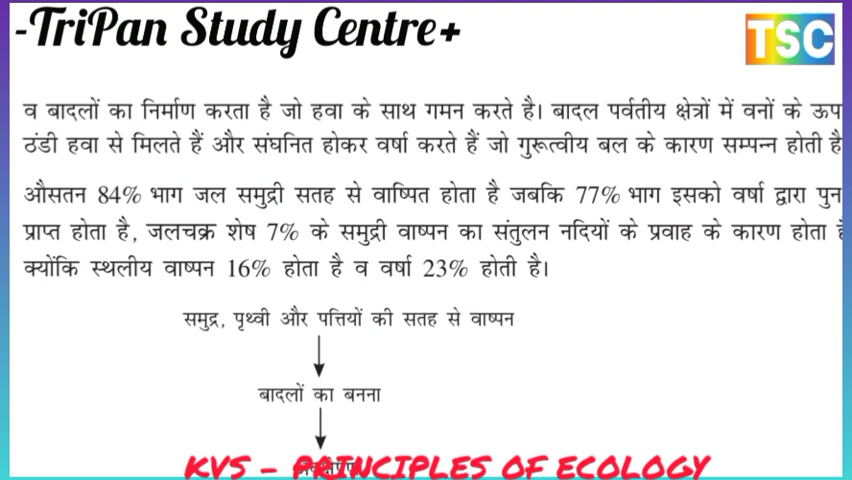 -TriPan Study Centre+
TSC
व बादलों का निर्माण करता है जो हवा के साथ गमन करते है। बादल पर्वतीय क्षेत्रों में वनों के ऊप
ठंडी हवा से मिलते हैं और संघनित होकर वर्षा करते हैं जो गुरूत्वीय बल के कारण सम्पन्न होती है
औसतन 84% भाग जल समुद्री सतह से वाष्पित होता है जबकि 77% भाग इसको वर्षा द्वारा पुन
प्राप्त होता है, जलचक्र शेष 7% के समुद्री वाष्पन का संतुलन नदियों के प्रवाह के कारण होता है
क्योंकि स्थलीय वाष्पन 16% होता है व वर्षा 23% होती है।
समुद्र, पृथ्वी और पत्तियों की सतह से वाष्पन
बादलों का बनना
KVS - PRINCIPLES OF ECOLOGY